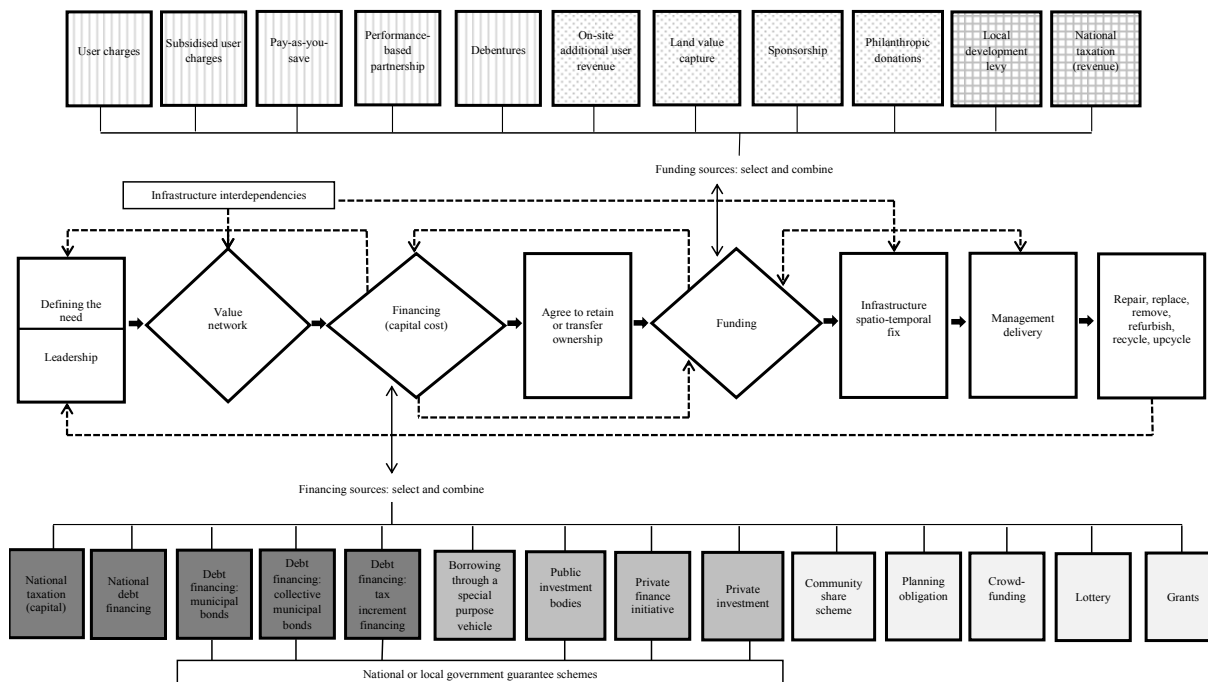 User charges
Subsidised user
charges
Pay-as-you-
save
Performance-
based
partnership
Debentures
On-site
additional user
revenue
Land value
capture
Sponsorship
Philanthropic
donations
Local
development
levy
National
taxation
(revenue)
Funding sources: select and combine
Infrastructure interdependencies
Defining the
need
Leadership
Value
network
Financing
(capital cost)
Agree to retain
or transfer
ownership
Funding
Infrastructure
spatio-temporal
fix
Management
delivery
Repair, replace,
remove,
refurbish,
recycle, upcycle
Financing sources: select and combine
National
taxation
(capital)
National
debt
financing
Debt
financing:
municipal
bonds
Debt
financing:
collective
municipal
bonds
Debt
financing:
tax
increment
financing
Borrowing
through a
special
purpose
vehicle
Public
investment
bodies
Private
finance
initiative
Private
investment
Community
share
scheme
Planning
obligation
Crowd-
funding
Lottery
Grants
National or local government guarantee schemes